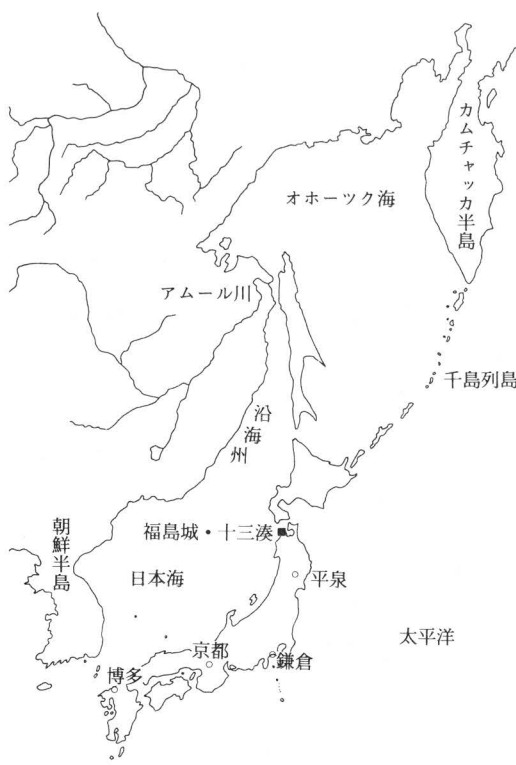 カムチャッカ半島
オホーツク海
アムール川
千島列島
沿海州
福島城・十三湊
朝鮮半島
日本海
平泉
太平洋
京都
鎌倉
博多